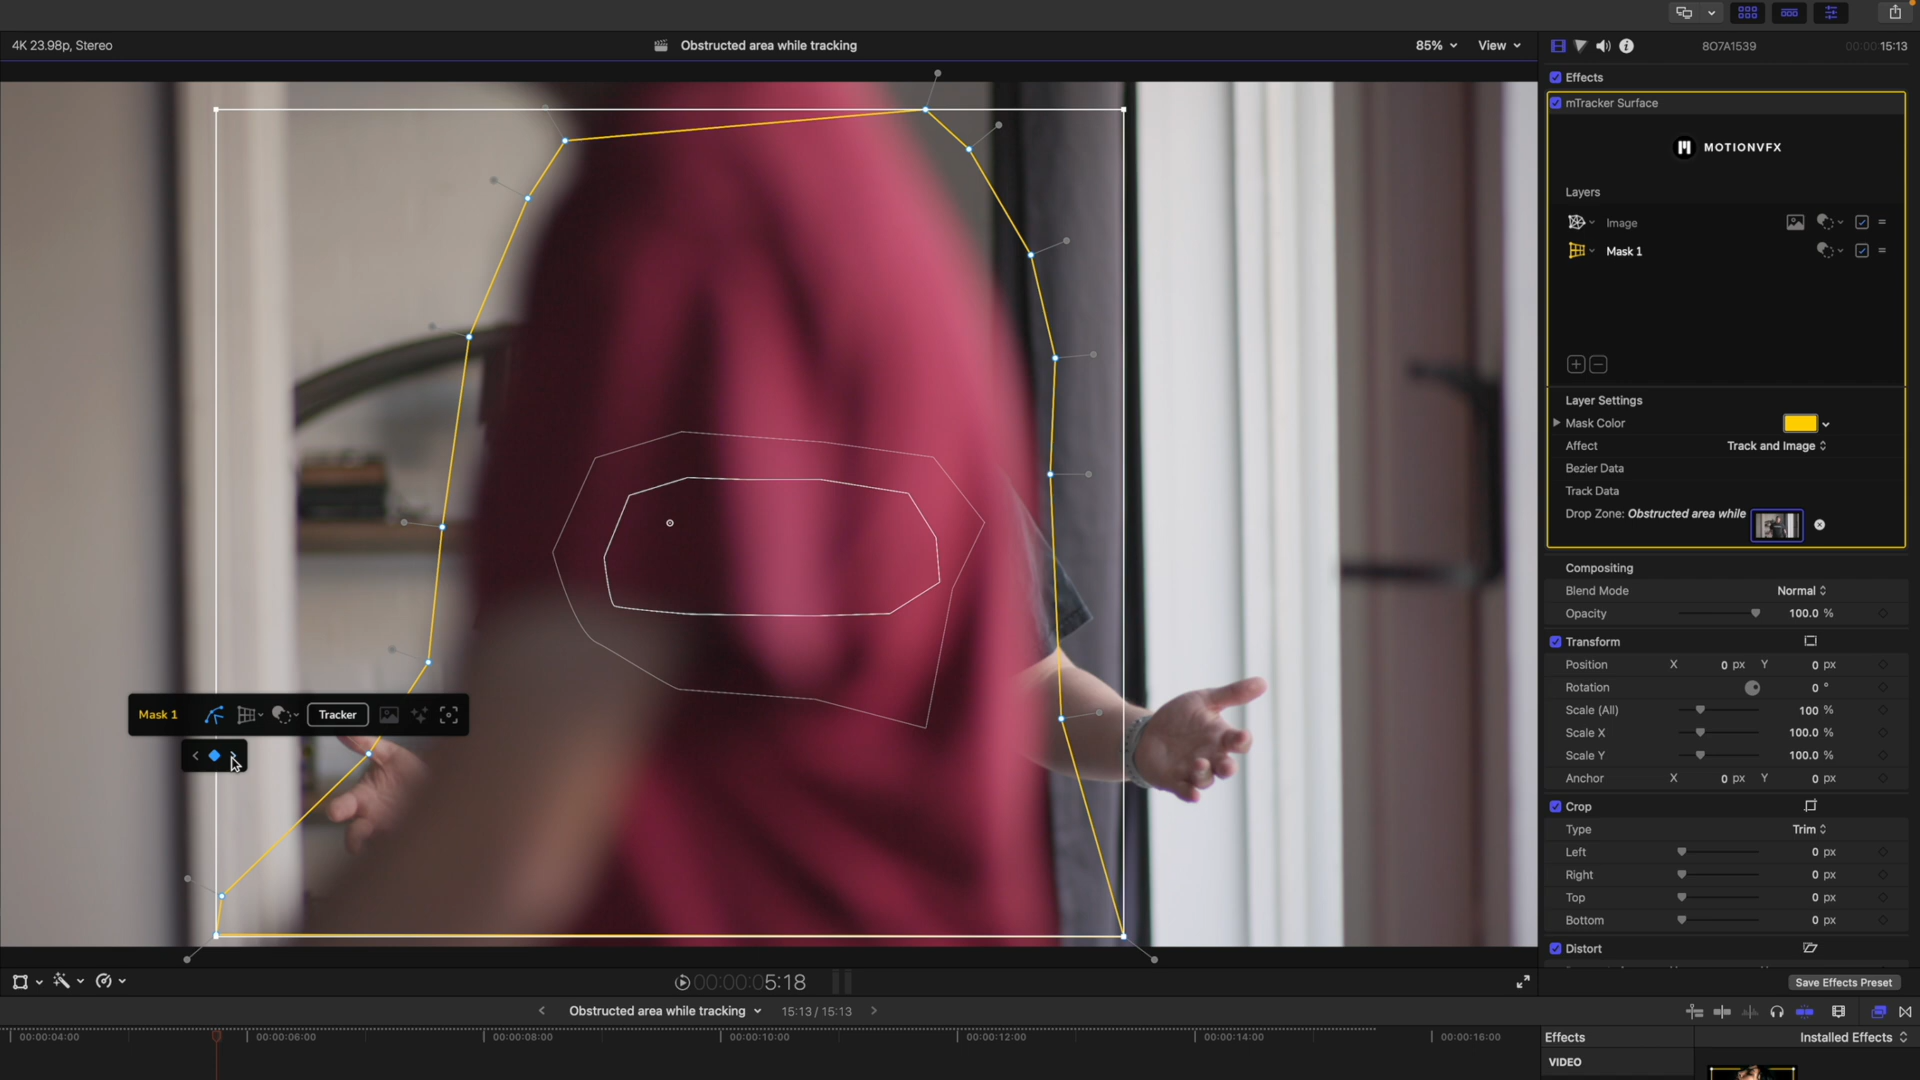 4K 23.98p, Stereo
Obstructed area while tracking
85%
View
8O7A1539
00:00:15:13
Effects
mTracker Surface
MOTIONVFX
Layers
Image
Mask 1
Layer Settings
Mask Color
Affect
Track and Image
Bezier Data
Track Data
Drop Zone: Obstructed area while
Compositing
Blend Mode
Normal
Opacity
100.0 %
Transform
Position X 0 px Y 0 px
Rotation 0 °
Scale (All) 100 %
Scale X 100.0 %
Scale Y 100.0 %
Anchor X 0 px Y 0 px
Crop
Type Trim
Left 0 px
Right 0 px
Top 0 px
Bottom 0 px
Distort
Save Effects Preset
Mask 1
Tracker
00:00:05:18
Obstructed area while tracking
15:13 / 15:13
00:00:04:00
00:00:06:00
00:00:08:00
00:00:10:00
00:00:12:00
00:00:14:00
00:00:16:00
Effects
Installed Effects
VIDEO